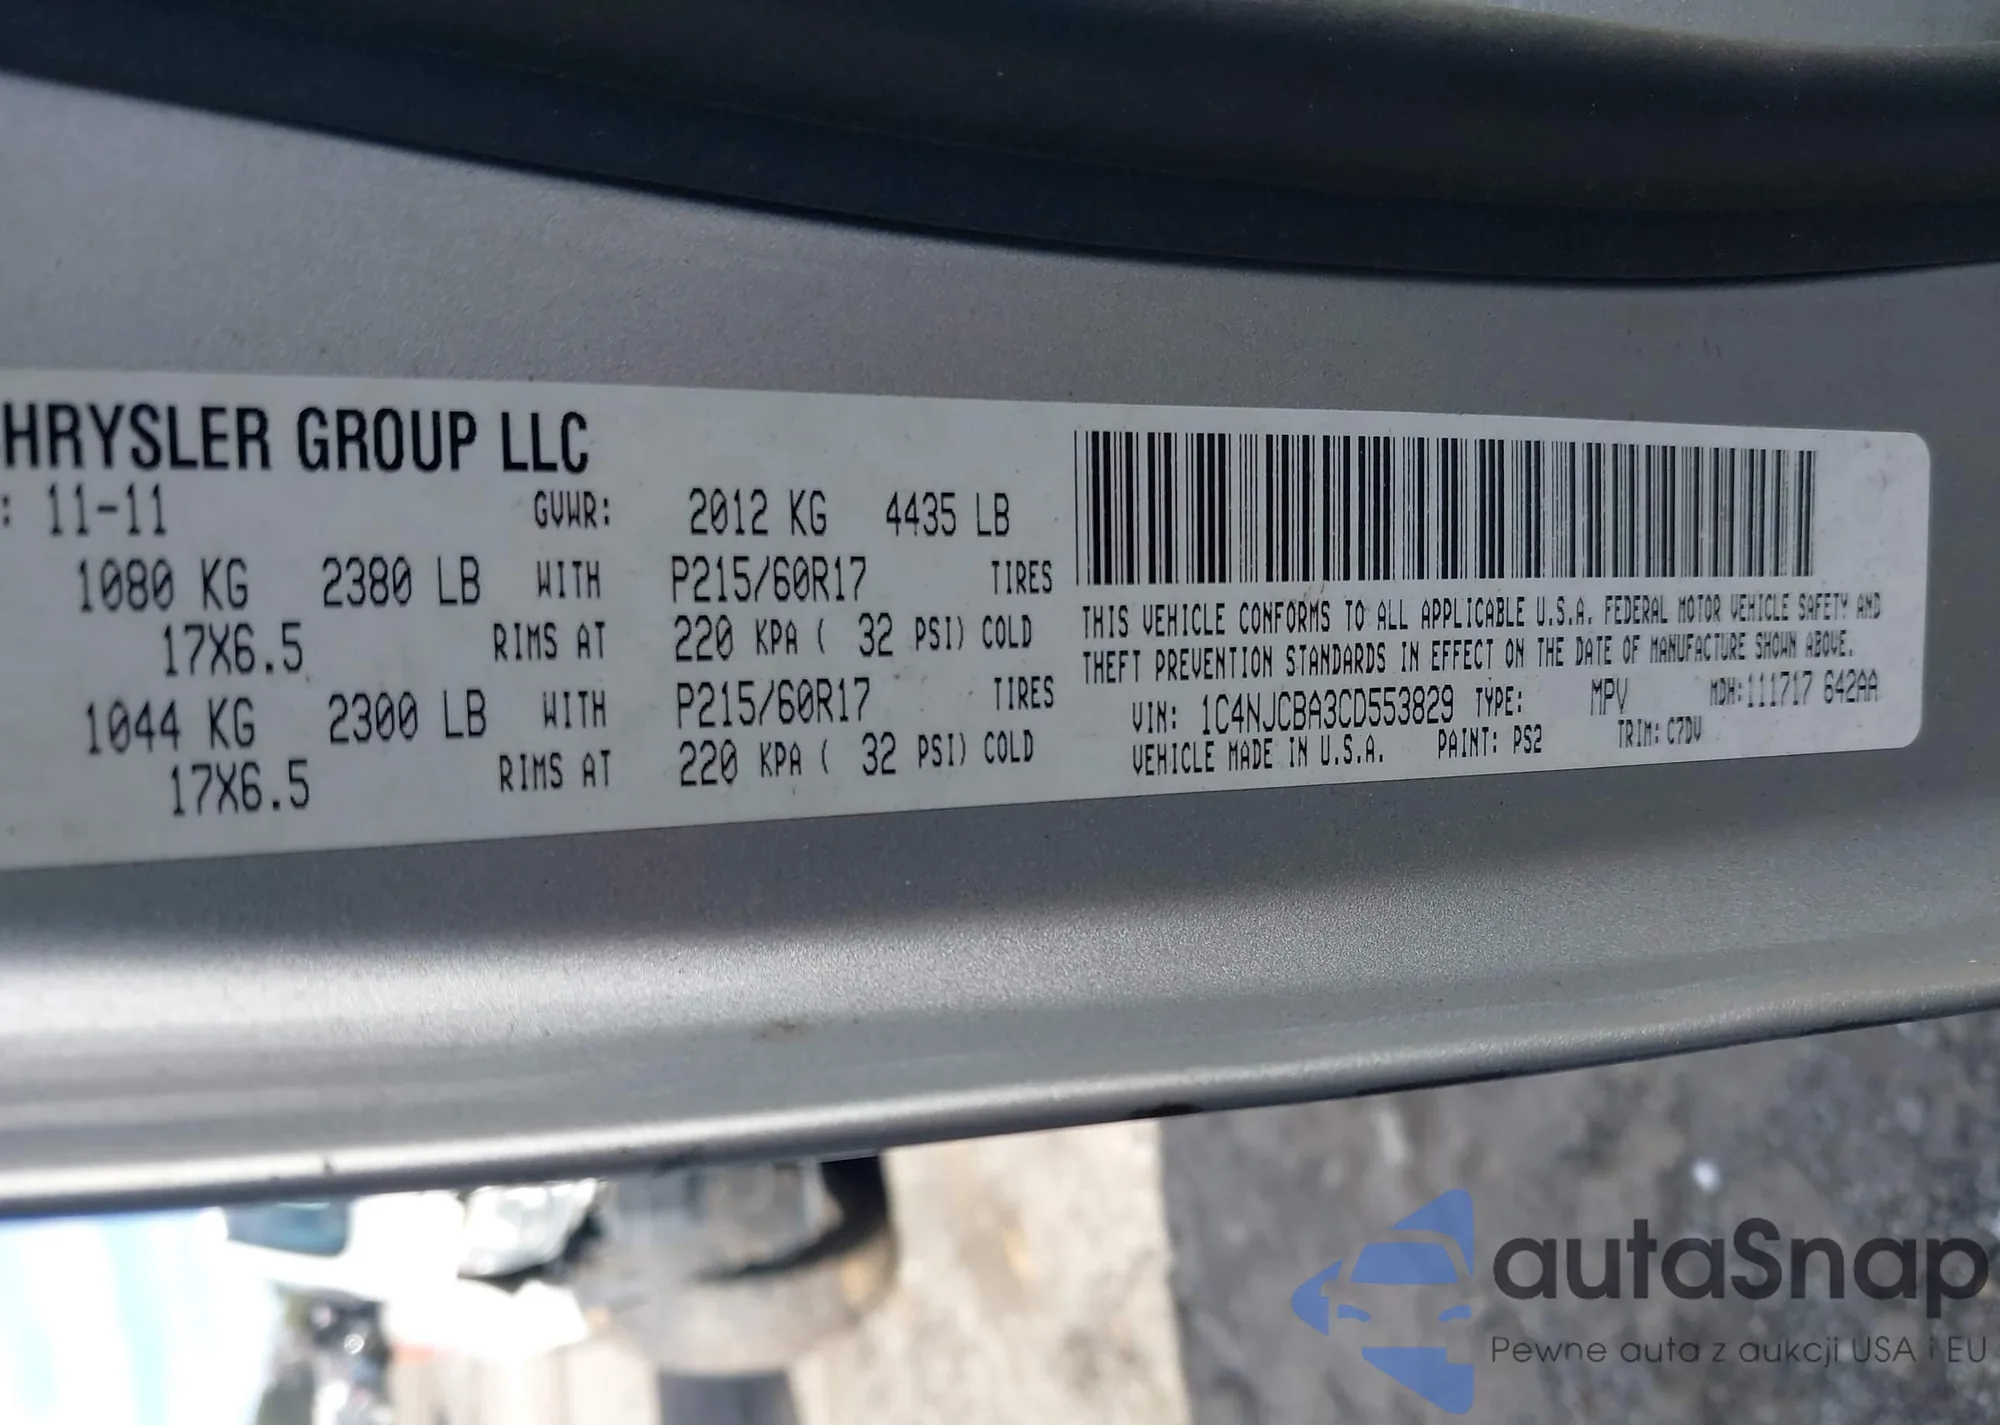 HRYSLER GROUP LLC
: 11-11 GVWR: 2012 KG 4435 LB
1080 KG 2380 LB WITH P215/60R17 TIRES
17X6.5 RIMS AT 220 KPA ( 32 PSI) COLD
1044 KG 2300 LB WITH P215/60R17 TIRES
17X6.5 RIMS AT 220 KPA ( 32 PSI) COLD
THIS VEHICLE CONFORMS TO ALL APPLICABLE U.S.A. FEDERAL MOTOR VEHICLE SAFETY AND
THEFT PREVENTION STANDARDS IN EFFECT ON THE DATE OF MANUFACTURE SHOWN ABOVE.
VIN: 1C4NJCBA3CD553829 TYPE: MPV MDH:111717 642AA
VEHICLE MADE IN U.S.A. PAINT: PS2 TRIM: C7DV
autaSnap
Pewne auta z aukcji USA i EU